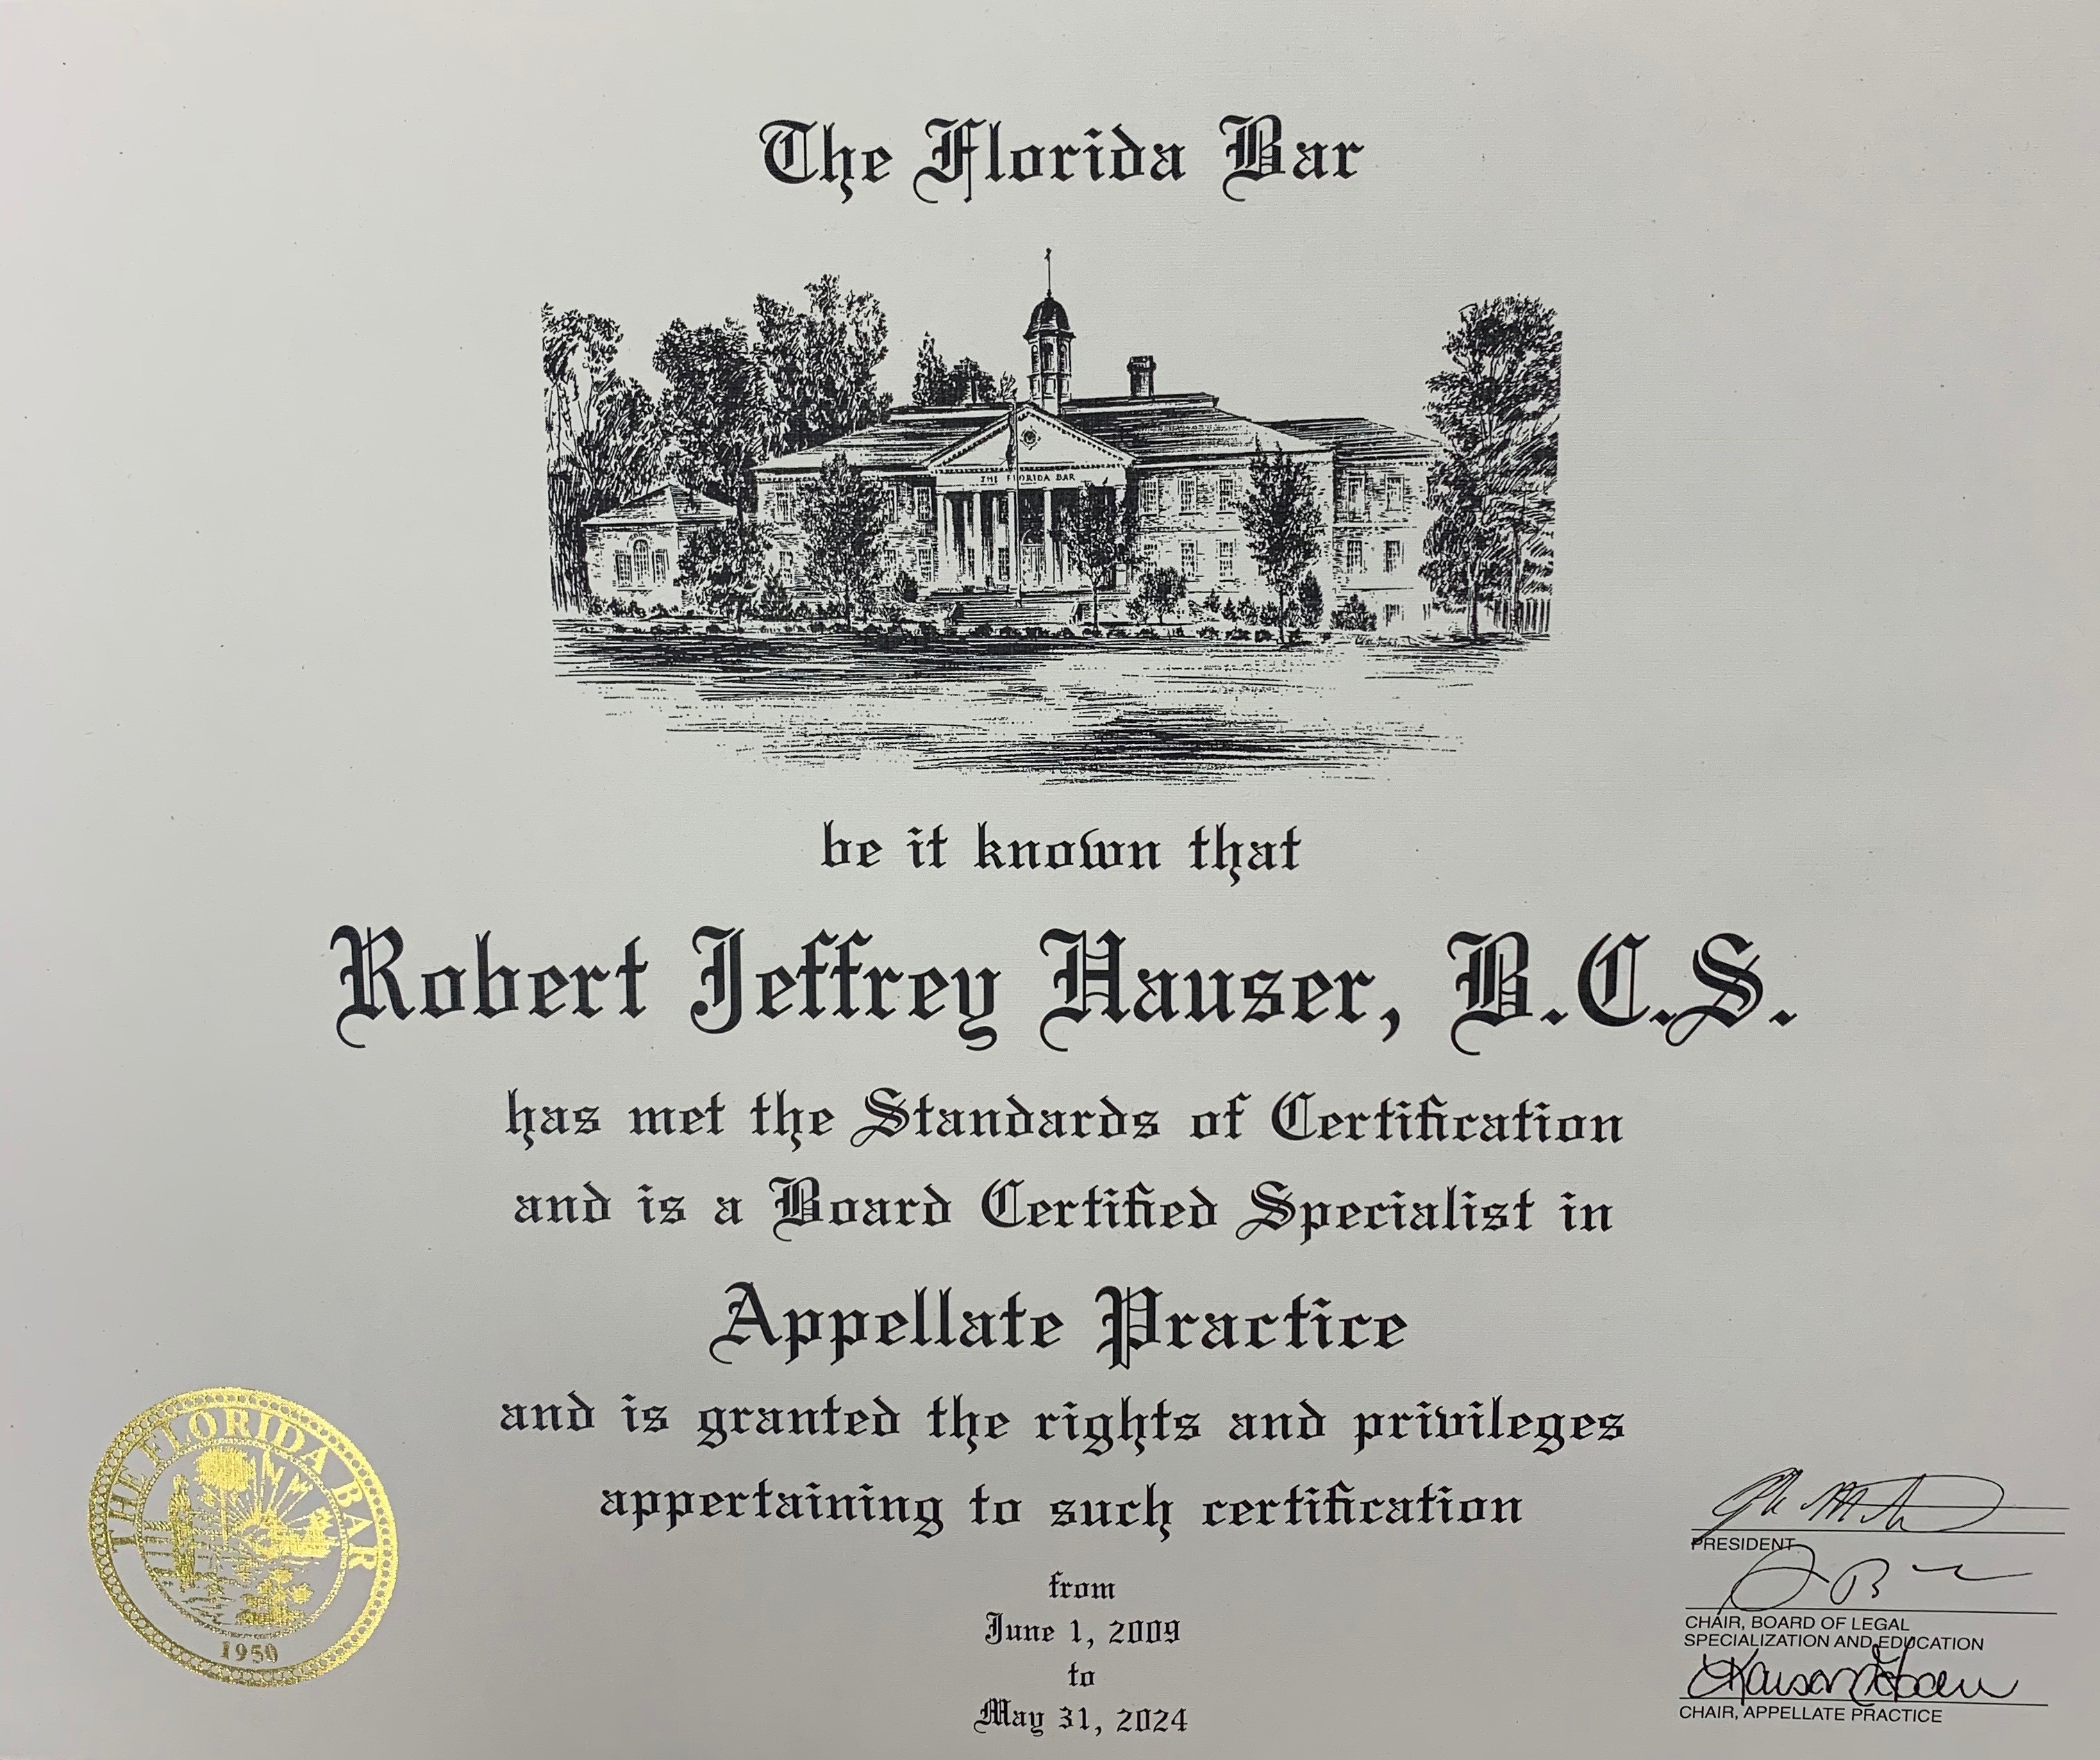 The Florida Bar
THE FLORIDA BAR
be it known that
Robert Jeffrey Hauser, B.C.S.
has met the Standards of Certification
and is a Board Certified Specialist in
Appellate Practice
and is granted the rights and privileges
appertaining to such certification
from
June 1, 2009
to
May 31, 2024
THE FLORIDA BAR
1950
PRESIDENT
CHAIR, BOARD OF LEGAL
SPECIALIZATION AND EDUCATION
CHAIR, APPELLATE PRACTICE